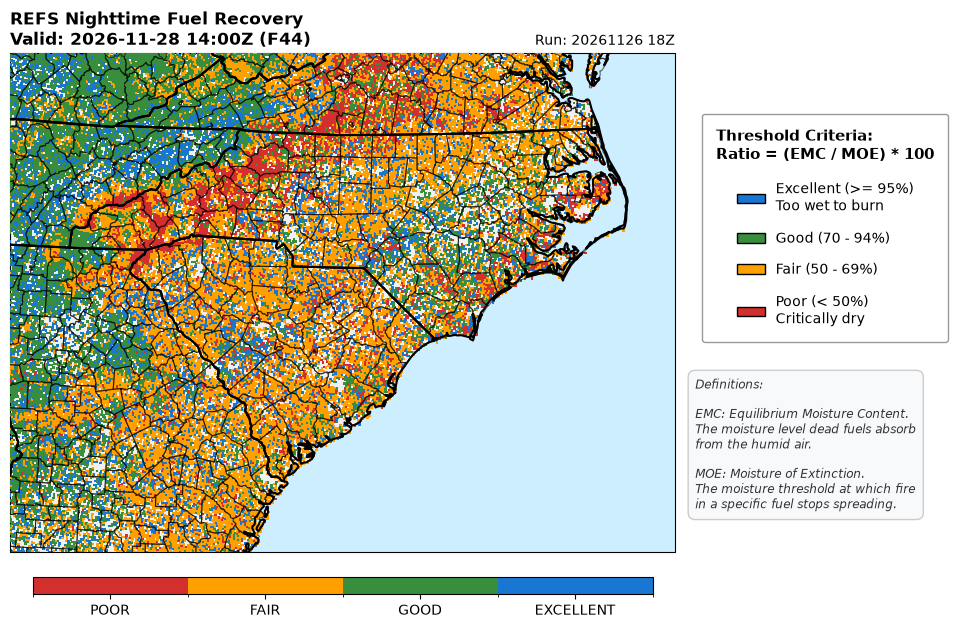 REFS Nighttime Fuel Recovery
Valid: 2026-11-28 14:00Z (F44)
Run: 20261126 18Z
Threshold Criteria:
Ratio = (EMC / MOE) * 100
Excellent (>= 95%)
Too wet to burn
Good (70 - 94%)
Fair (50 - 69%)
Poor (< 50%)
Critically dry
Definitions:
EMC: Equilibrium Moisture Content.
The moisture level dead fuels absorb
from the humid air.
MOE: Moisture of Extinction.
The moisture threshold at which fire
in a specific fuel stops spreading.
POOR
FAIR
GOOD
EXCELLENT